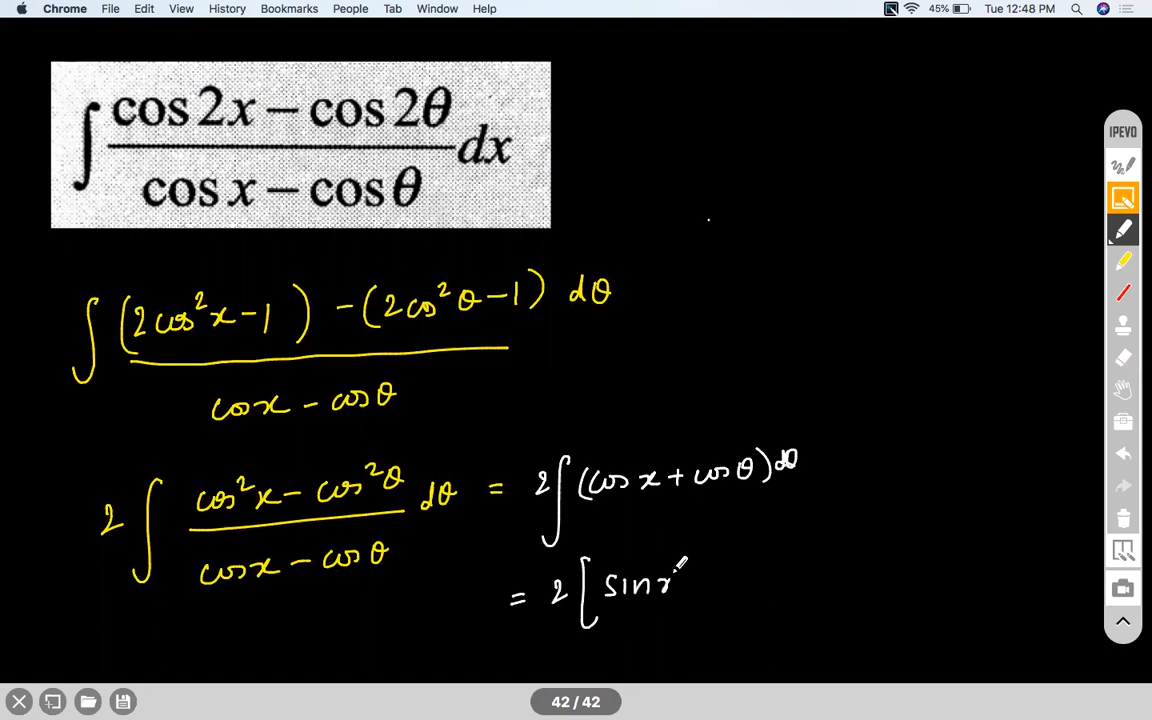 Chrome File Edit View History Bookmarks People Tab Window Help 45% Tue 12:48 PM
∫ (cos 2x − cos 2θ)/(cos x − cos θ) dx
IPEVO
∫ ((2cos²x − 1) − (2cos²θ − 1))/(cos x − cos θ) dθ
2 ∫ (cos²x − cos²θ)/(cos x − cos θ) dθ = 2 ∫ (cos x + cos θ) dθ
= 2 [ sin x
42 / 42